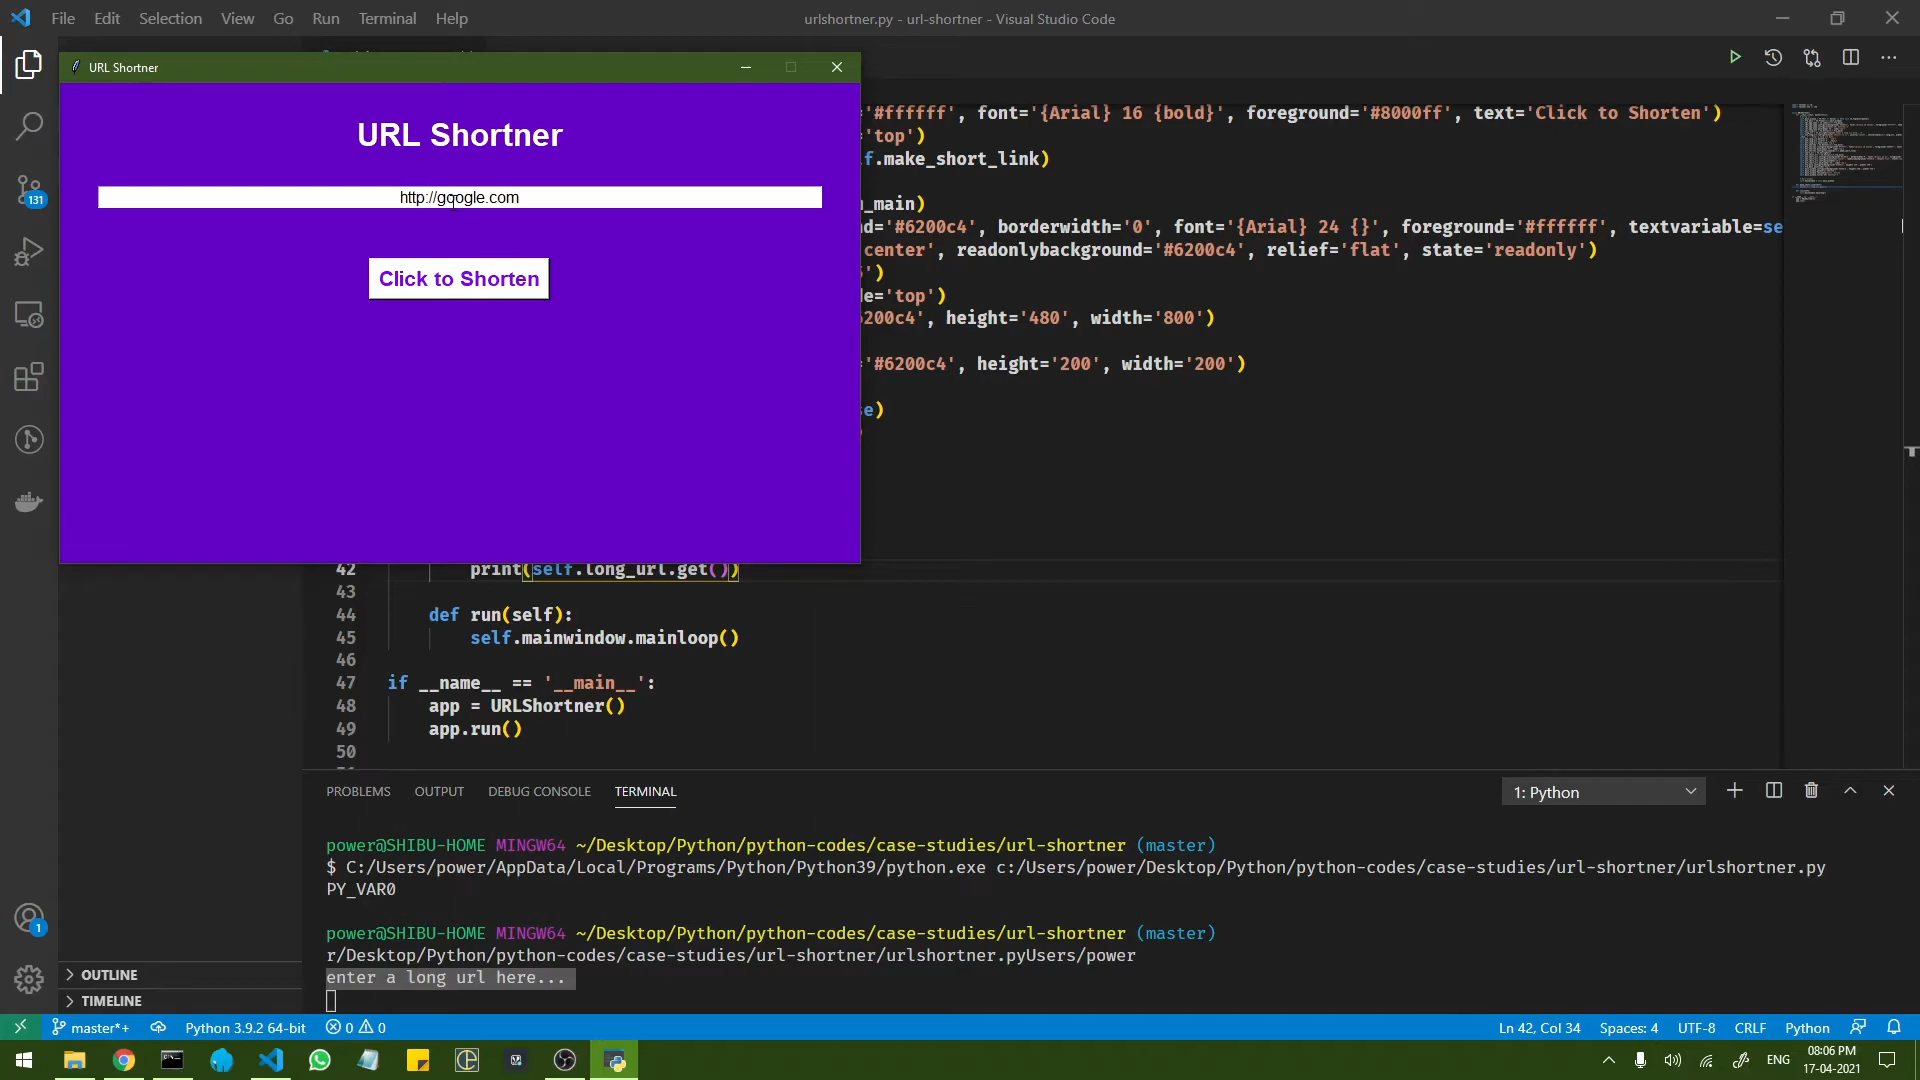 File Edit Selection View Go Run Terminal Help
urlshortner.py - url-shortner - Visual Studio Code
URL Shortner
URL Shortner
http://google.com
Click to Shorten
'#ffffff', font='{Arial} 16 {bold}', foreground='#8000ff', text='Click to Shorten')
='top')
f.make_short_link)
_main)
d='#6200c4', borderwidth='0', font='{Arial} 24 {}', foreground='#ffffff', textvariable=se
center', readonlybackground='#6200c4', relief='flat', state='readonly')
')
e='top')
200c4', height='480', width='800')
='#6200c4', height='200', width='200')
e)
42 print(self.long_url.get())
43
44 def run(self):
45 self.mainwindow.mainloop()
46
47 if __name__ == '__main__':
48 app = URLShortner()
49 app.run()
50
131
1
PROBLEMS OUTPUT DEBUG CONSOLE TERMINAL
1: Python
power@SHIBU-HOME MINGW64 ~/Desktop/Python/python-codes/case-studies/url-shortner (master)
$ C:/Users/power/AppData/Local/Programs/Python/Python39/python.exe c:/Users/power/Desktop/Python/python-codes/case-studies/url-shortner/urlshortner.py
PY_VAR0
power@SHIBU-HOME MINGW64 ~/Desktop/Python/python-codes/case-studies/url-shortner (master)
r/Desktop/Python/python-codes/case-studies/url-shortner/urlshortner.pyUsers/power
enter a long url here...
OUTLINE
TIMELINE
master*+ Python 3.9.2 64-bit 0 0 Ln 42, Col 34 Spaces: 4 UTF-8 CRLF Python
ENG
08:06 PM
17-04-2021